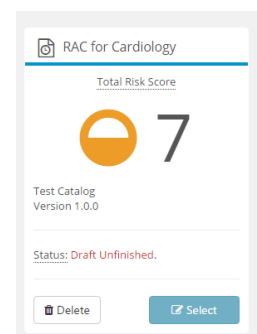 RAC for Cardiology
Total Risk Score
7
Test Catalog
Version 1.0.0
Status: Draft Unfinished.
Delete
Select